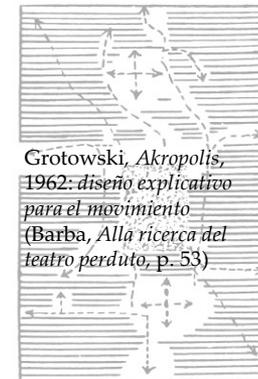 Grotowski, Akropolis,
1962: diseño explicativo
para el movimiento
(Barba, Alla ricerca del
teatro perduto, p. 53)